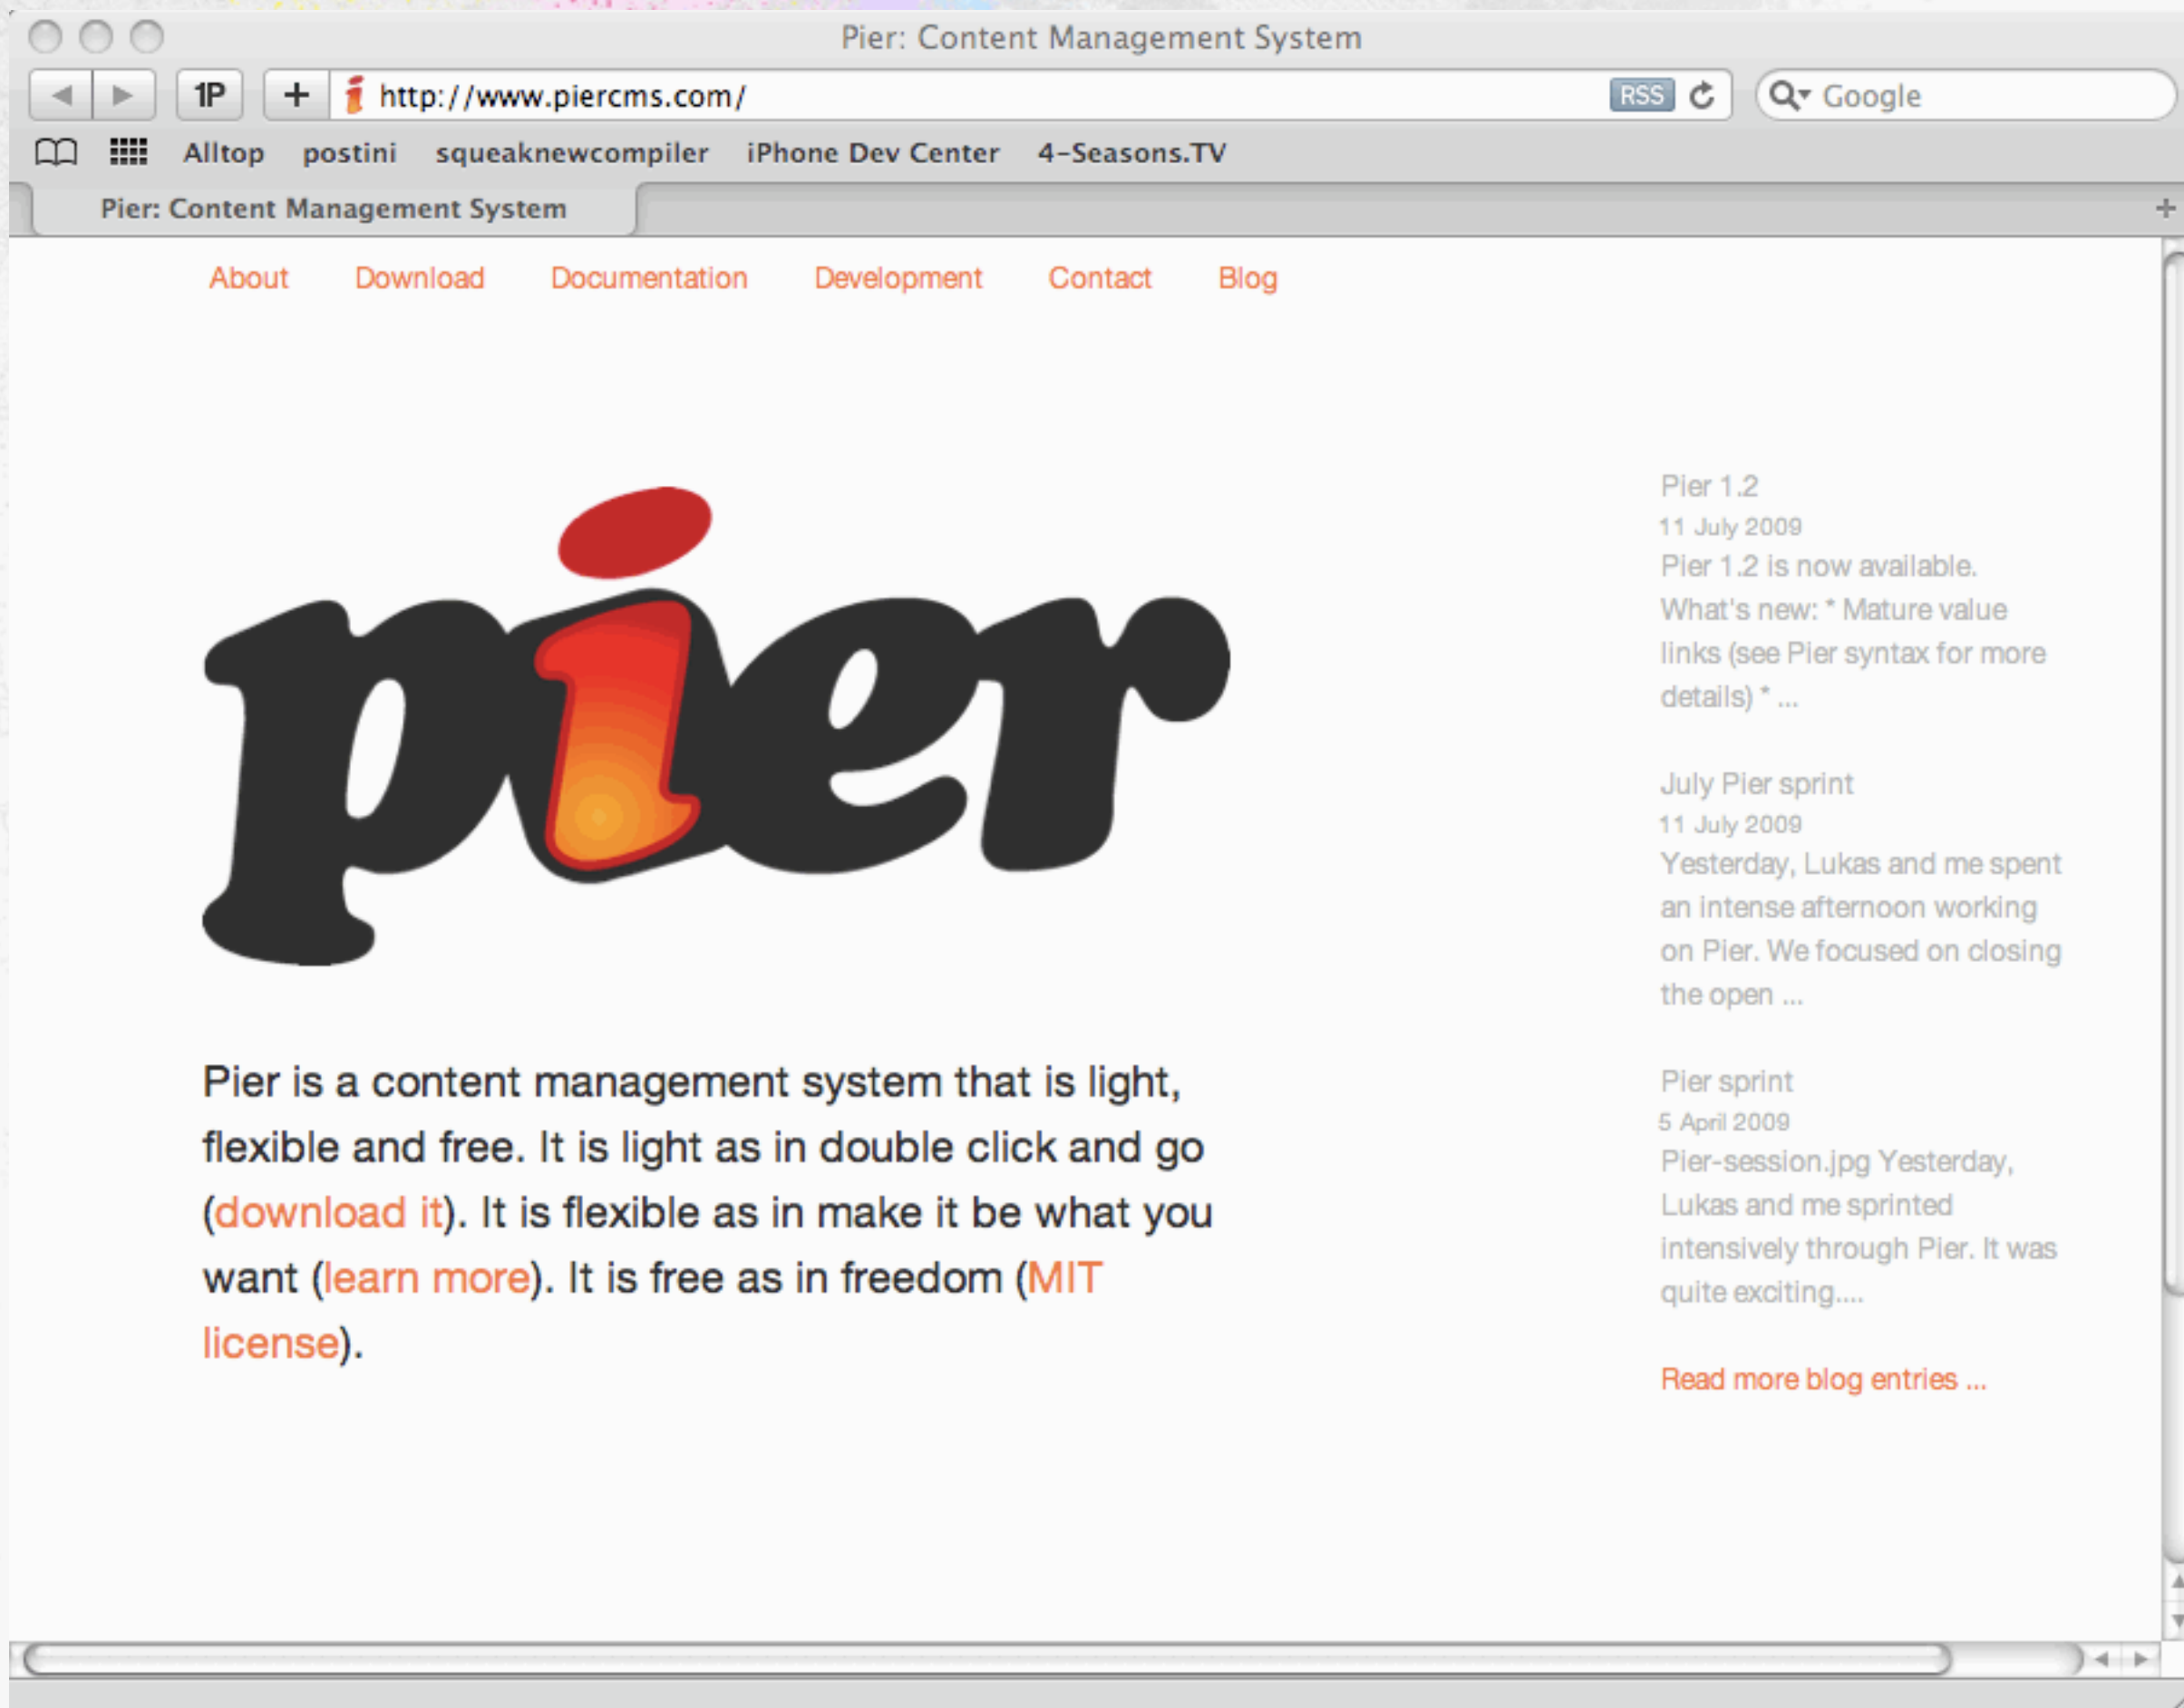 Pier: Content Management System
1P + http://www.piercms.com/ RSS Google
Alltop postini squeaknewcompiler iPhone Dev Center 4-Seasons.TV
Pier: Content Management System +
About Download Documentation Development Contact Blog
pier
Pier is a content management system that is light,
flexible and free. It is light as in double click and go
(download it). It is flexible as in make it be what you
want (learn more). It is free as in freedom (MIT
license).
Pier 1.2
11 July 2009
Pier 1.2 is now available.
What's new: * Mature value
links (see Pier syntax for more
details) * ...
July Pier sprint
11 July 2009
Yesterday, Lukas and me spent
an intense afternoon working
on Pier. We focused on closing
the open ...
Pier sprint
5 April 2009
Pier-session.jpg Yesterday,
Lukas and me sprinted
intensively through Pier. It was
quite exciting....
Read more blog entries ...